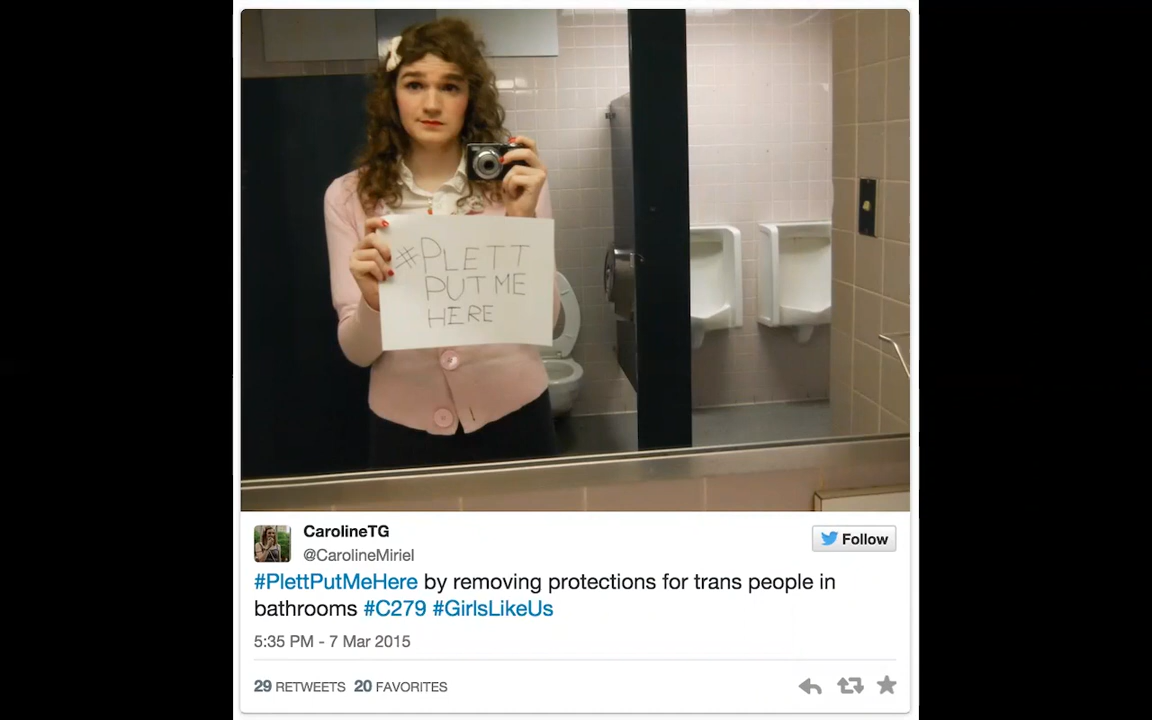 #PLETT
PUT ME
HERE
CarolineTG
@CarolineMiriel
Follow
#PlettPutMeHere by removing protections for trans people in
bathrooms #C279 #GirlsLikeUs
5:35 PM - 7 Mar 2015
29 RETWEETS 20 FAVORITES